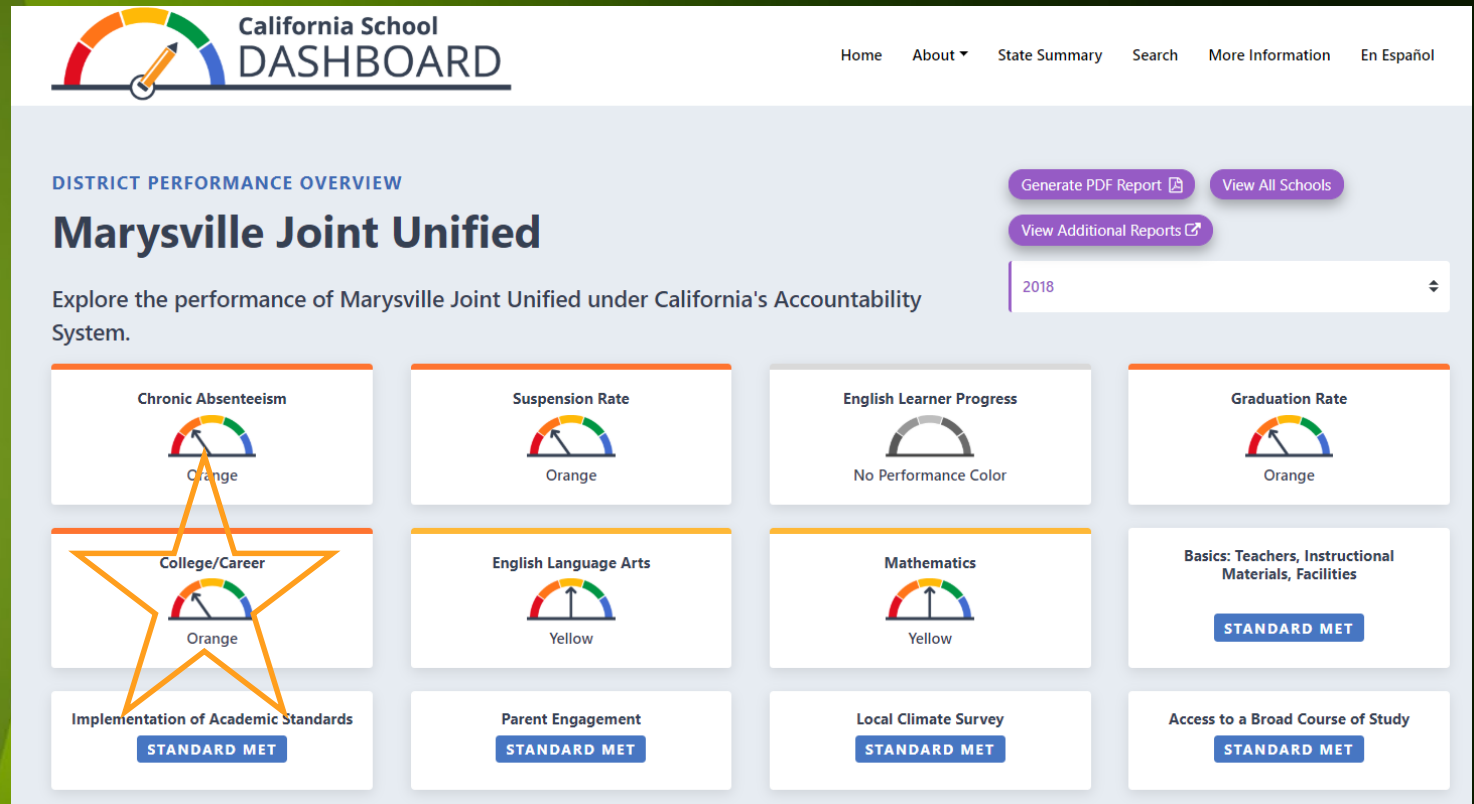 California School
DASHBOARD
Home About State Summary Search More Information En Español
DISTRICT PERFORMANCE OVERVIEW
Generate PDF Report View All Schools
Marysville Joint Unified
View Additional Reports
2018
Explore the performance of Marysville Joint Unified under California's Accountability
System.
Chronic Absenteeism
Orange
Suspension Rate
Orange
English Learner Progress
No Performance Color
Graduation Rate
Orange
College/Career
Orange
English Language Arts
Yellow
Mathematics
Yellow
Basics: Teachers, Instructional
Materials, Facilities
STANDARD MET
Implementation of Academic Standards
STANDARD MET
Parent Engagement
STANDARD MET
Local Climate Survey
STANDARD MET
Access to a Broad Course of Study
STANDARD MET